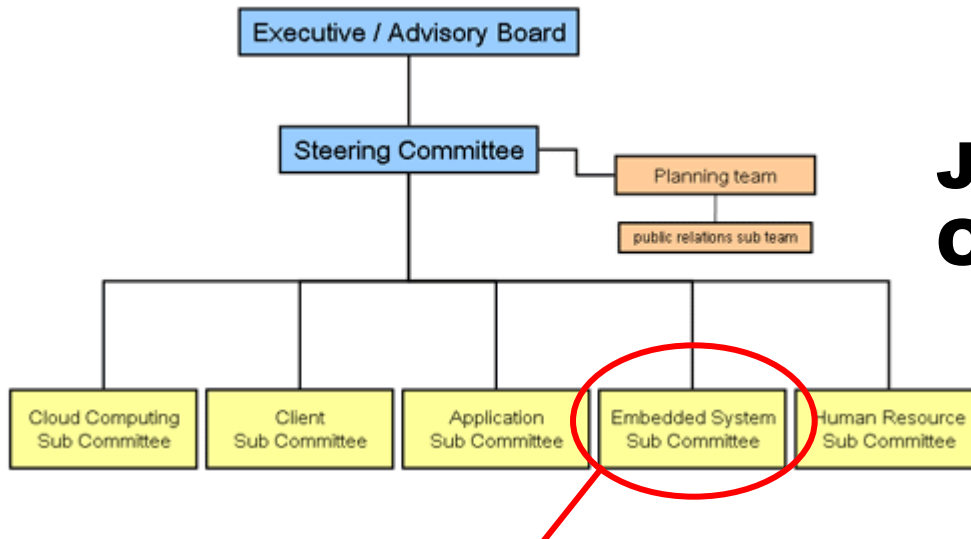 Executive / Advisory Board
Steering Committee
Planning team
public relations sub team
Cloud Computing
Sub Committee
Client
Sub Committee
Application
Sub Committee
Embedded System
Sub Committee
Human Resource
Sub Committee